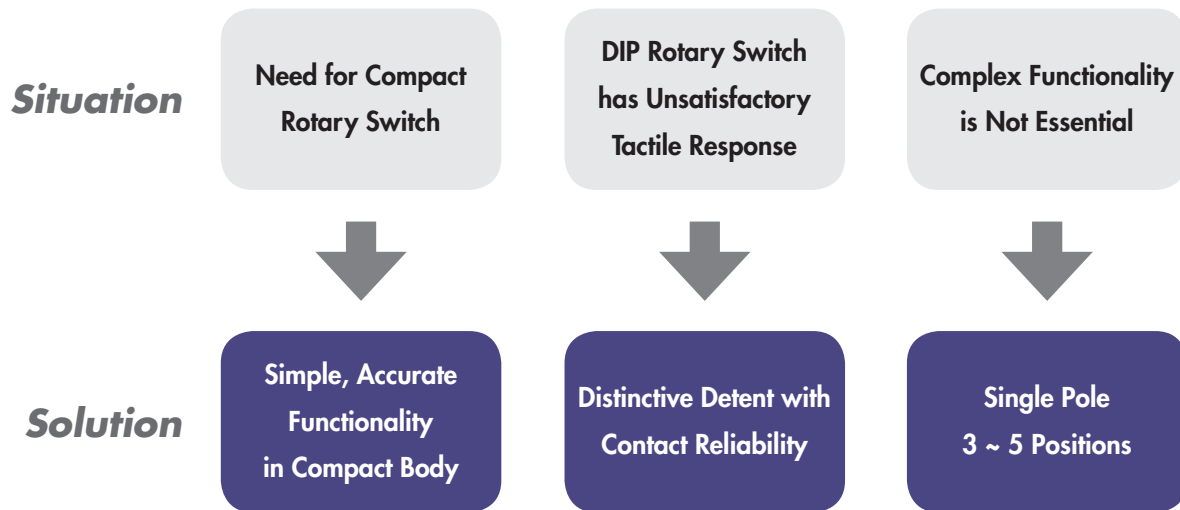 Situation
Need for Compact
Rotary Switch
DIP Rotary Switch
has Unsatisfactory
Tactile Response
Complex Functionality
is Not Essential
Solution
Simple, Accurate
Functionality
in Compact Body
Distinctive Detent with
Contact Reliability
Single Pole
3 ~ 5 Positions